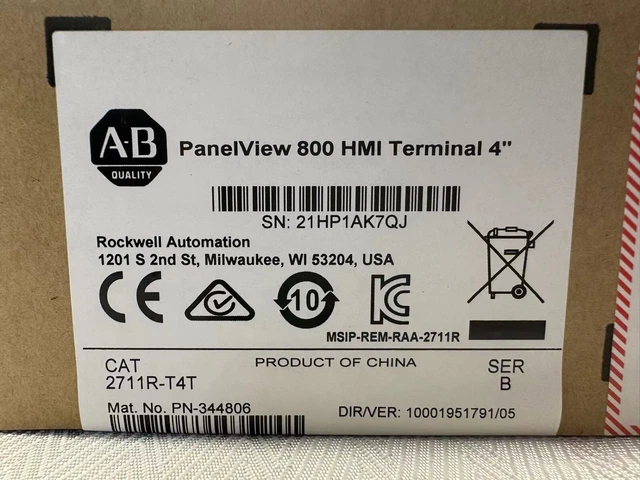 A·B
QUALITY
PanelView 800 HMI Terminal 4"
SN: 21HP1AK7QJ
Rockwell Automation
1201 S 2nd St, Milwaukee, WI 53204, USA
CE 10 KC
MSIP-REM-RAA-2711R
CAT PRODUCT OF CHINA SER
2711R-T4T B
Mat. No. PN-344806 DIR/VER: 10001951791/05